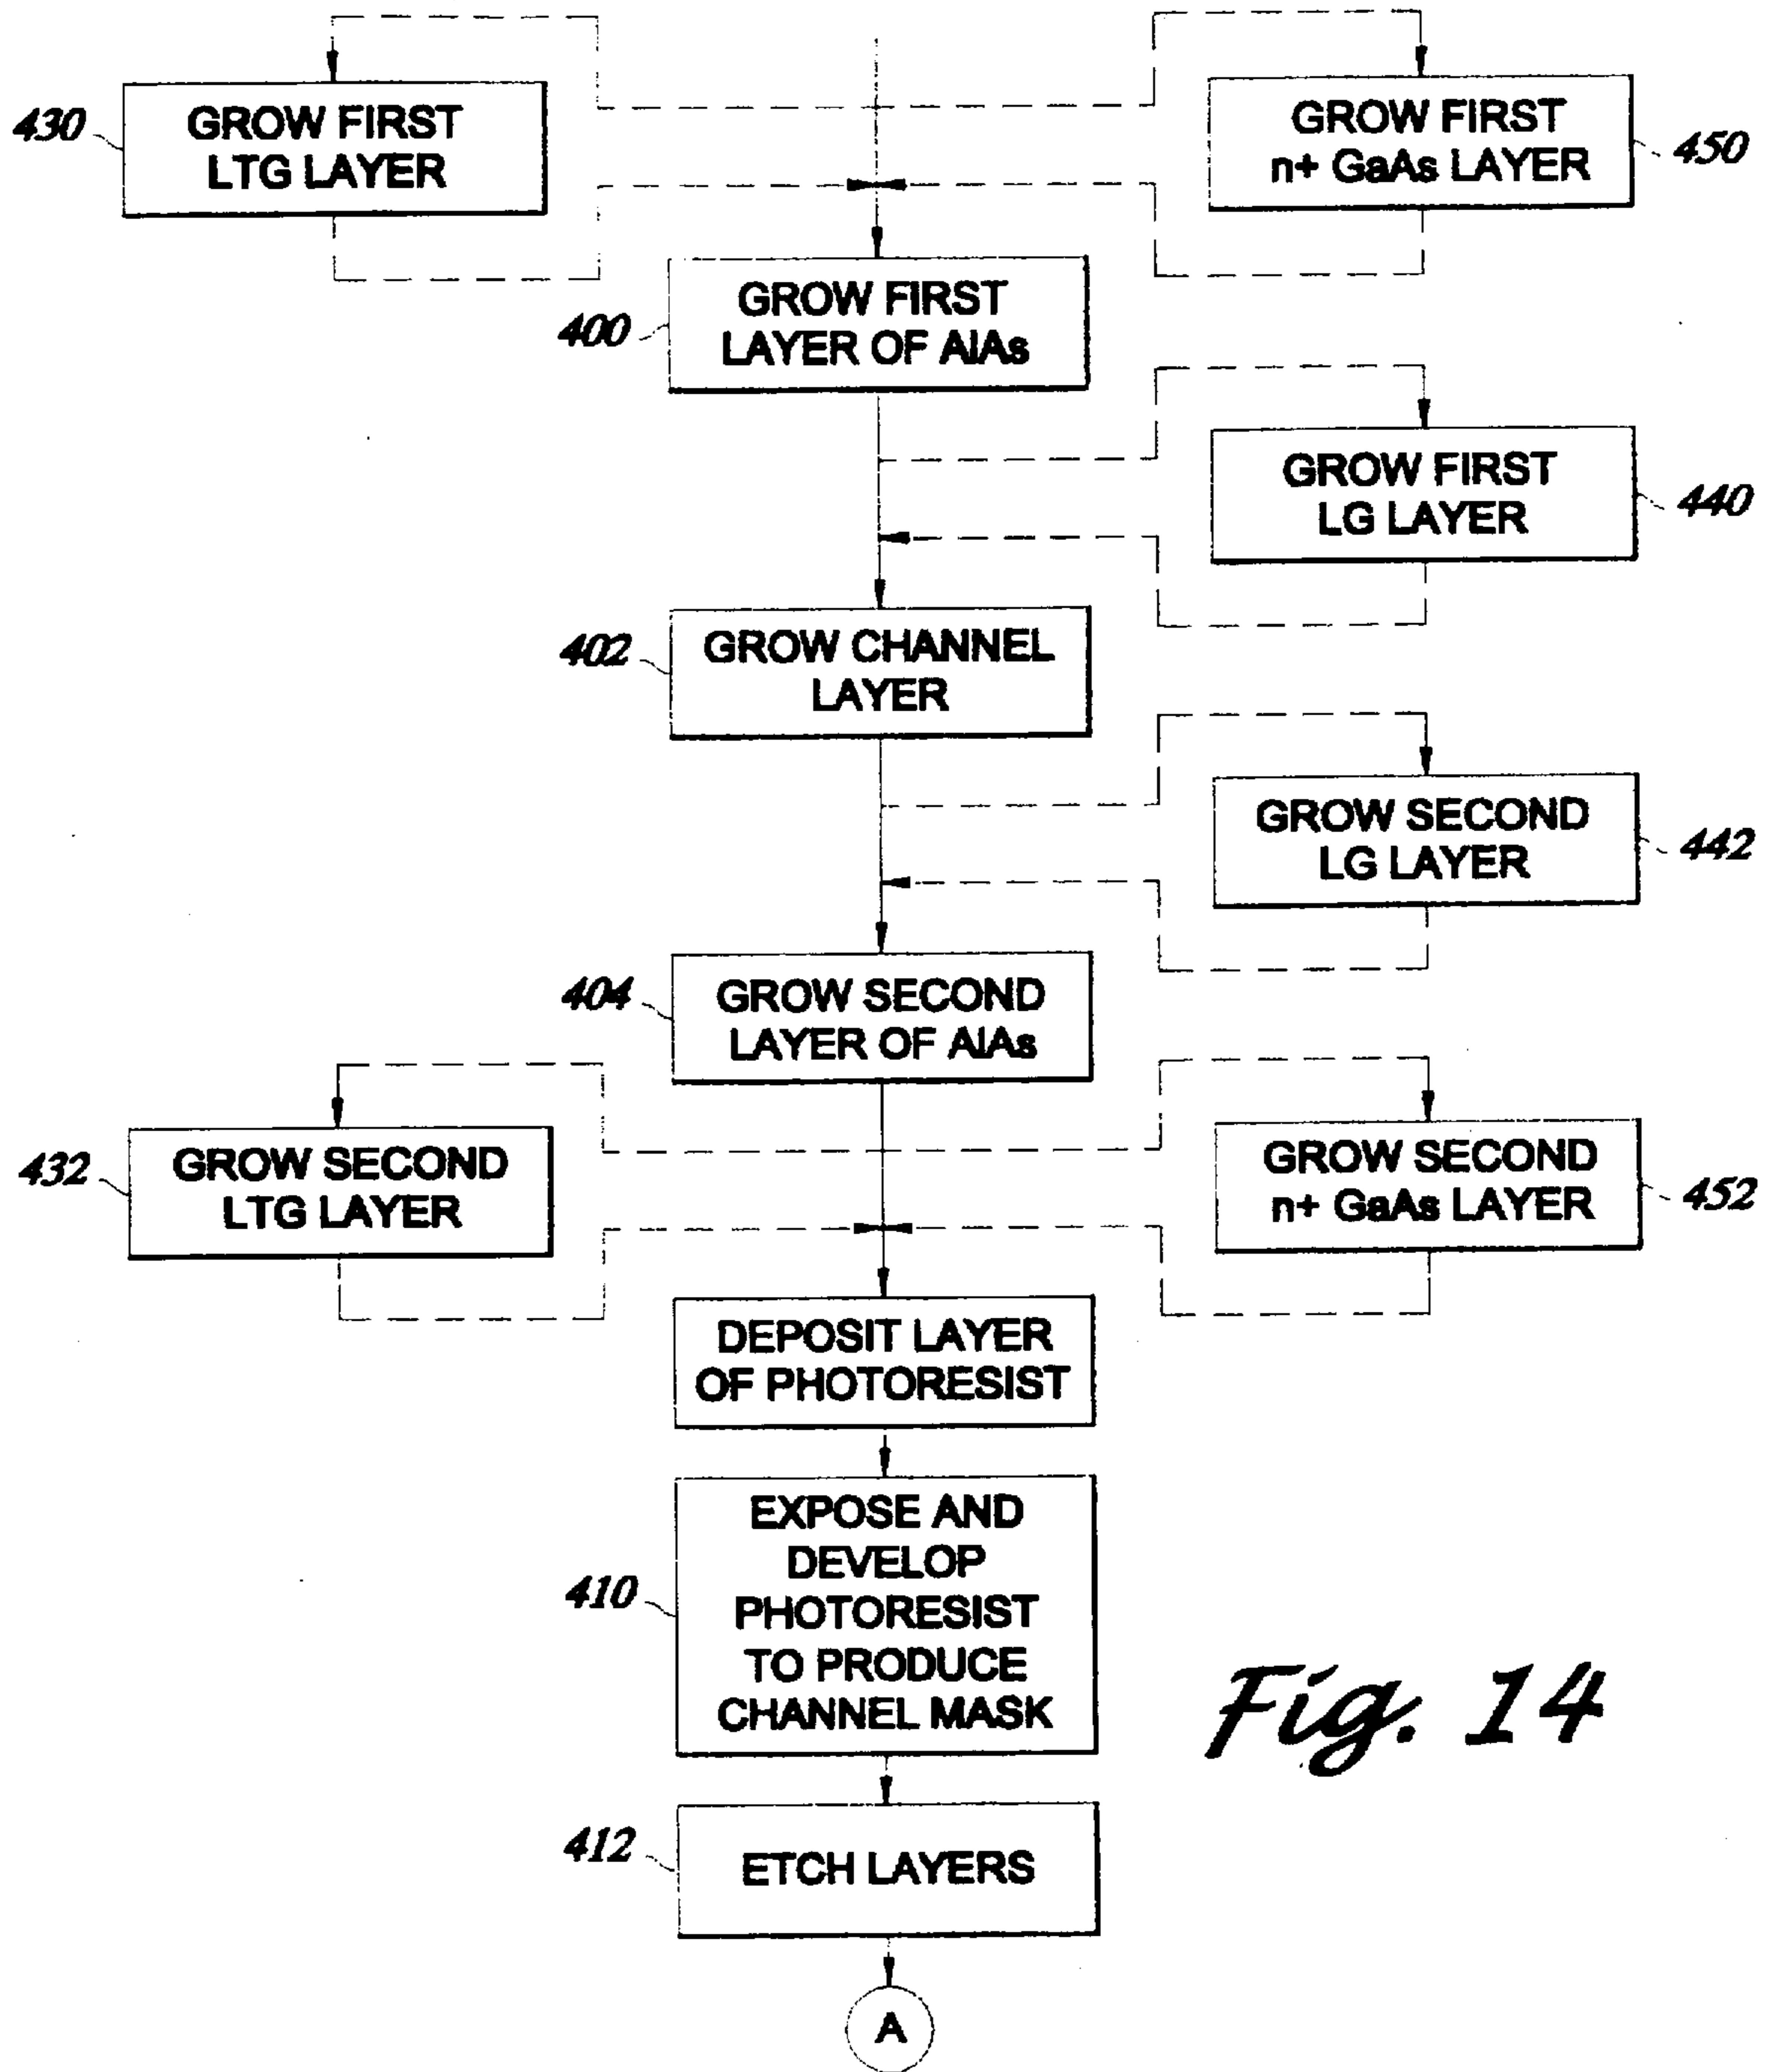 430
GROW FIRST
LTG LAYER
GROW FIRST
n+ GaAs LAYER
450
400
GROW FIRST
LAYER OF AlAs
GROW FIRST
LG LAYER
440
402
GROW CHANNEL
LAYER
GROW SECOND
LG LAYER
442
404
GROW SECOND
LAYER OF AlAs
432
GROW SECOND
LTG LAYER
GROW SECOND
n+ GaAs LAYER
452
DEPOSIT LAYER
OF PHOTORESIST
410
EXPOSE AND
DEVELOP
PHOTORESIST
TO PRODUCE
CHANNEL MASK
Fig. 14
412
ETCH LAYERS
A